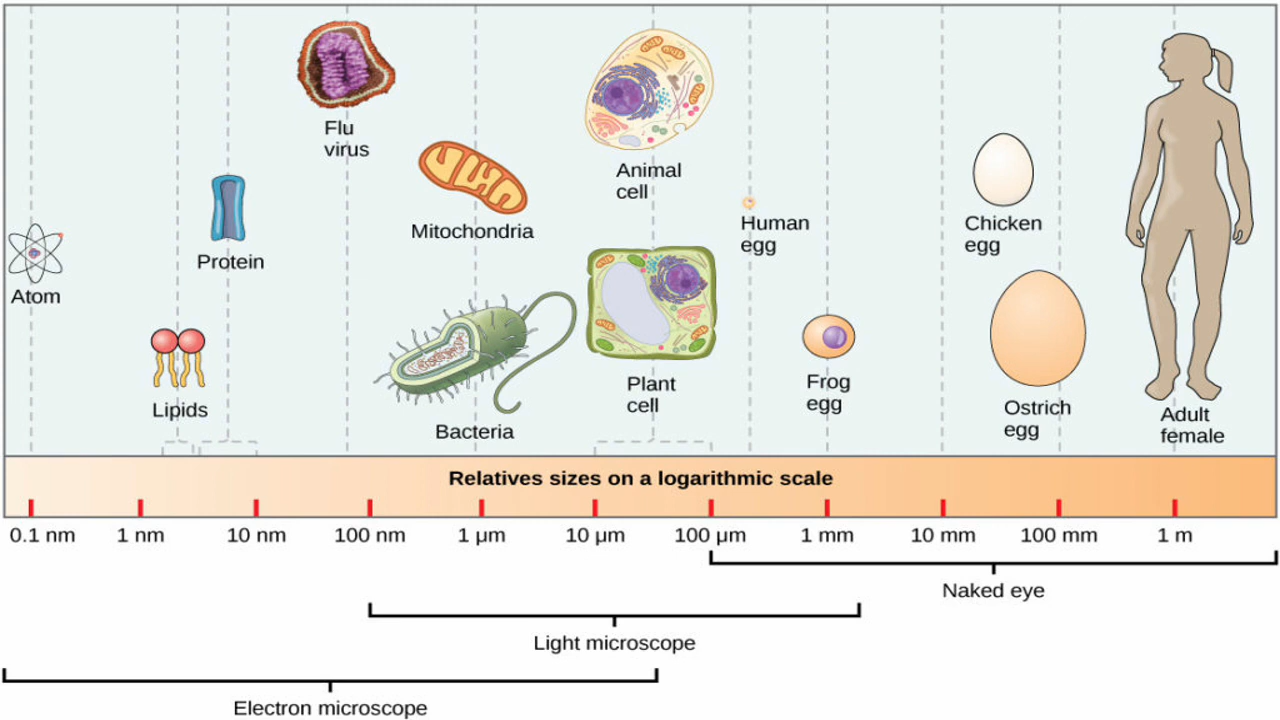 Flu
virus
Animal
cell
Mitochondria
Human
egg
Chicken
egg
Protein
Atom
Lipids
Bacteria
Plant
cell
Frog
egg
Ostrich
egg
Adult
female
Relatives sizes on a logarithmic scale
0.1 nm 1 nm 10 nm 100 nm 1 μm 10 μm 100 μm 1 mm 10 mm 100 mm 1 m
Naked eye
Light microscope
Electron microscope